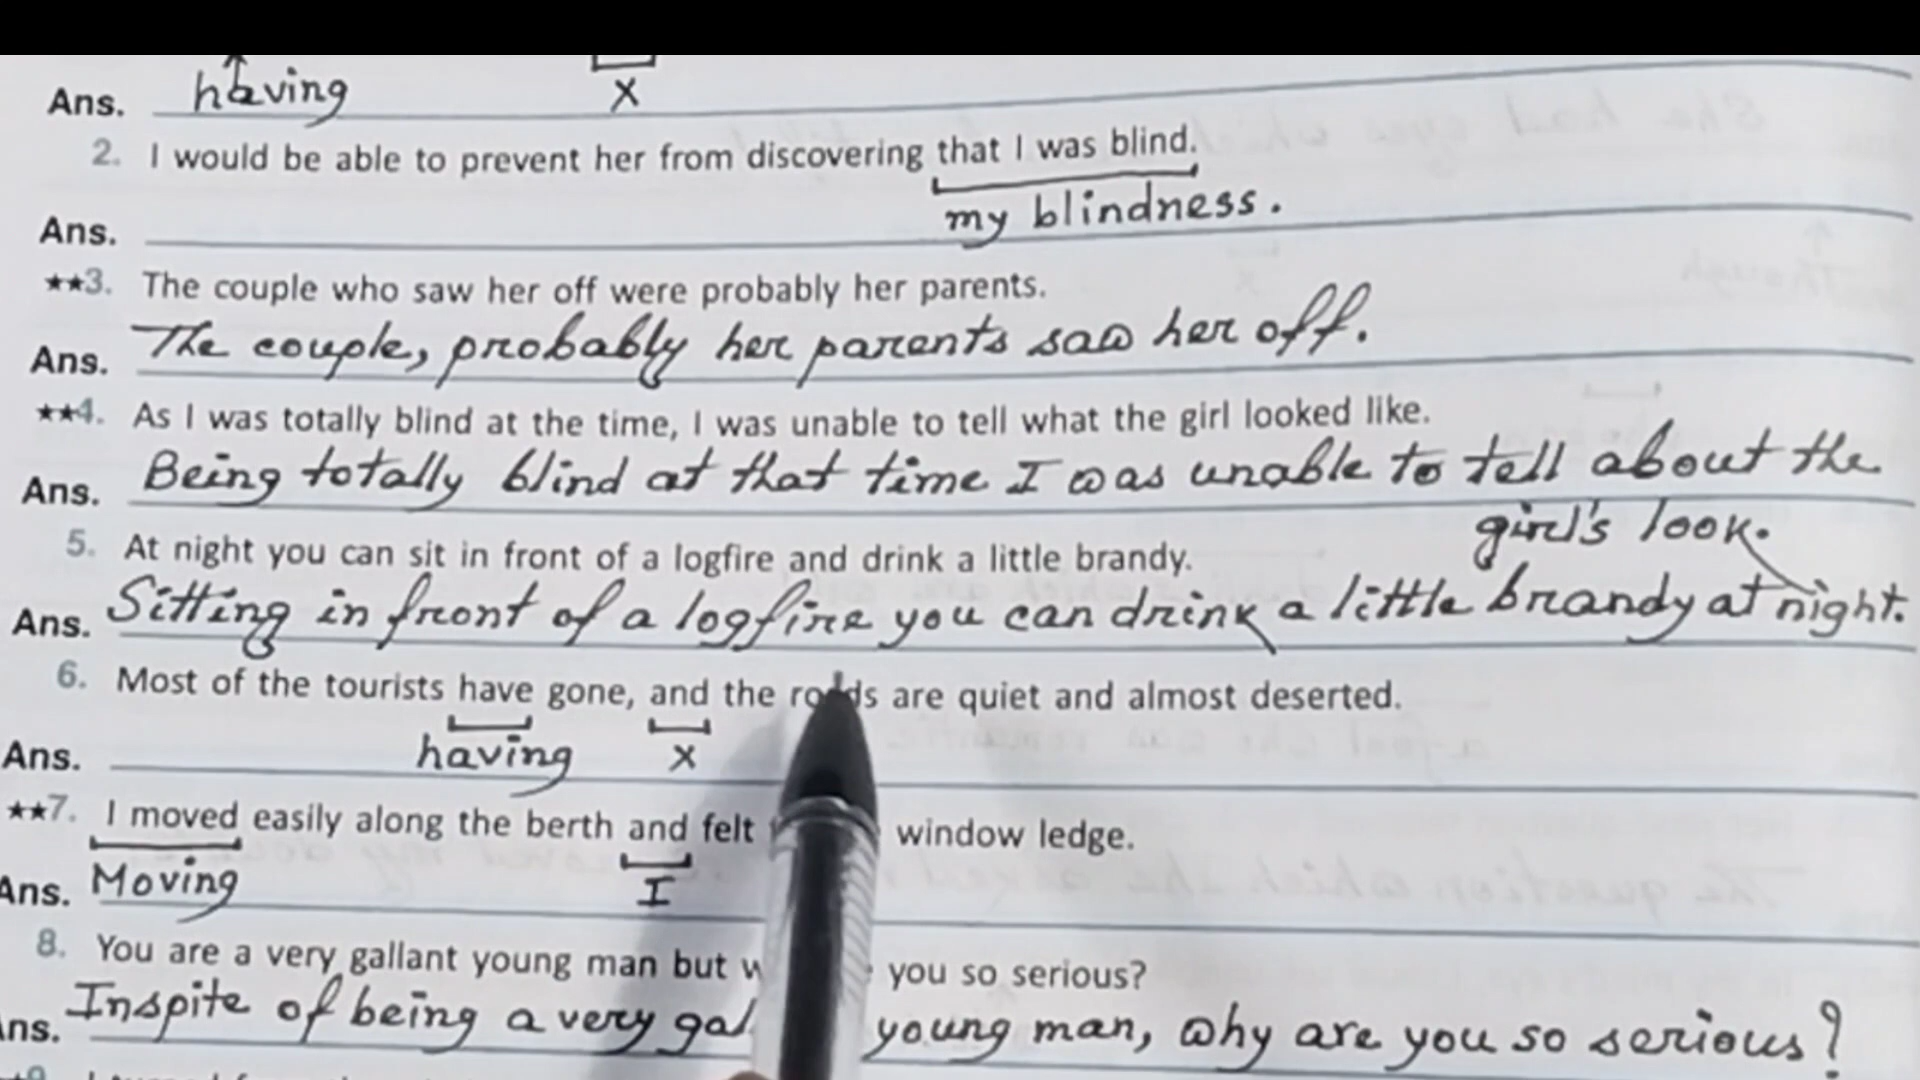 Ans. having x
2. I would be able to prevent her from discovering that I was blind.
Ans. my blindness.
★★3. The couple who saw her off were probably her parents.
Ans. The couple, probably her parents saw her off.
★★4. As I was totally blind at the time, I was unable to tell what the girl looked like.
Ans. Being totally blind at that time I was unable to tell about the
girl's look.
5. At night you can sit in front of a logfire and drink a little brandy.
Ans. Sitting in front of a logfire you can drink a little brandy at night.
6. Most of the tourists have gone, and the roads are quiet and almost deserted.
Ans. having x
★★7. I moved easily along the berth and felt window ledge.
Ans. Moving I
8. You are a very gallant young man but you so serious?
Ans. Inspite of being a very young man, why are you so serious?